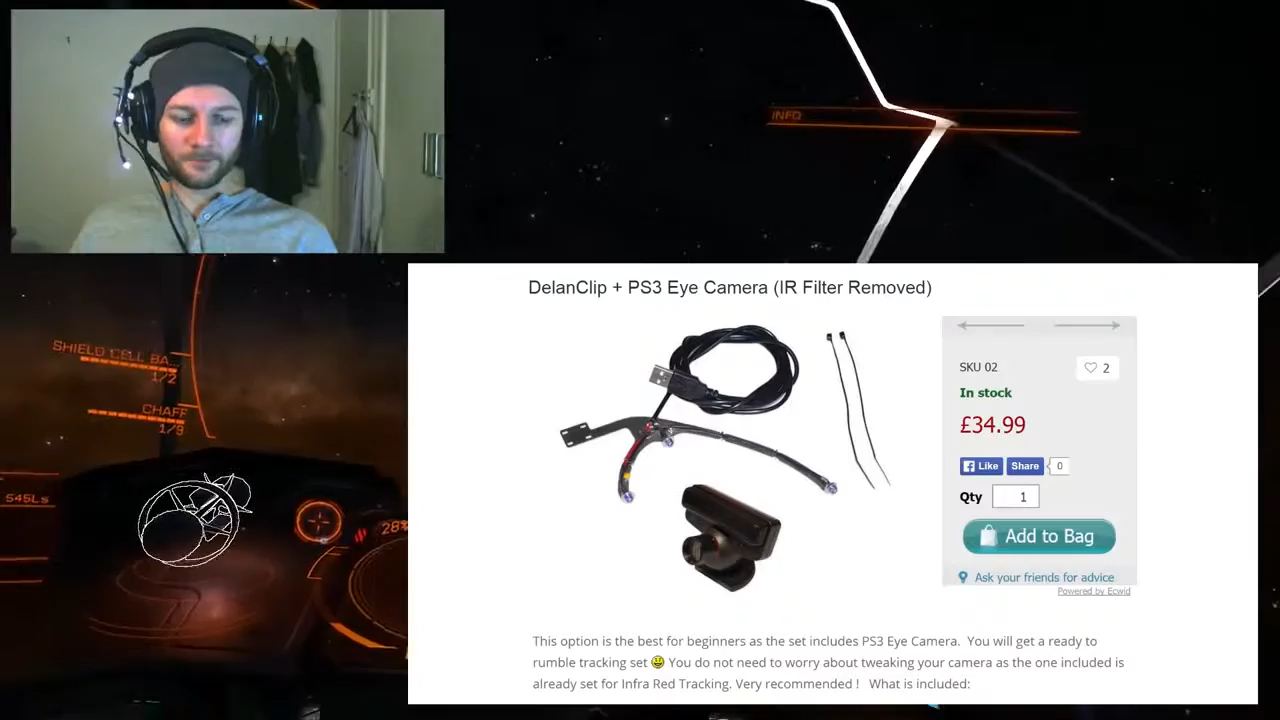 INFO
DelanClip + PS3 Eye Camera (IR Filter Removed)
SHIELD CELL BA...
1/2
CHAFF
1/3
545Ls
28%
SKU 02
2
In stock
£34.99
Like
Share
0
Qty
1
Add to Bag
Ask your friends for advice
Powered by Ecwid
This option is the best for beginners as the set includes PS3 Eye Camera. You will get a ready to
rumble tracking set 😀 You do not need to worry about tweaking your camera as the one included is
already set for Infra Red Tracking. Very recommended ! What is included: